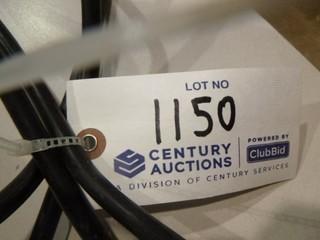 LOT NO
1150
CENTURY
AUCTIONS
POWERED BY
ClubBid
A DIVISION OF CENTURY SERVICES